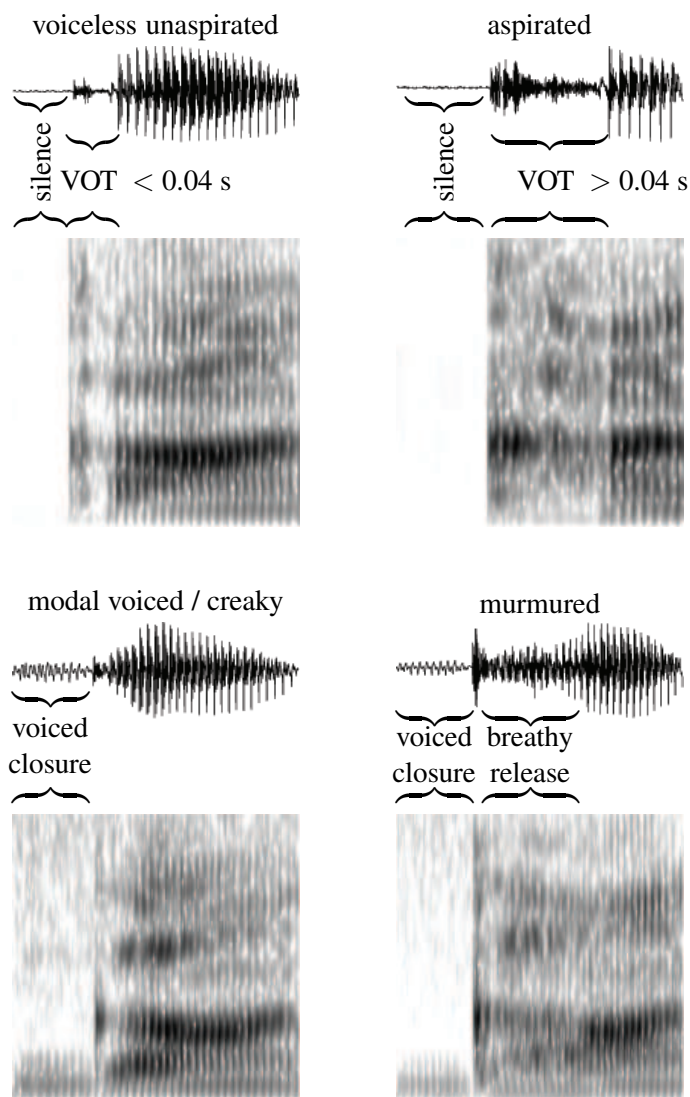 voiceless unaspirated
silence
VOT < 0.04 s
aspirated
silence
VOT > 0.04 s
modal voiced / creaky
voiced
closure
murmured
voiced
closure
breathy
release